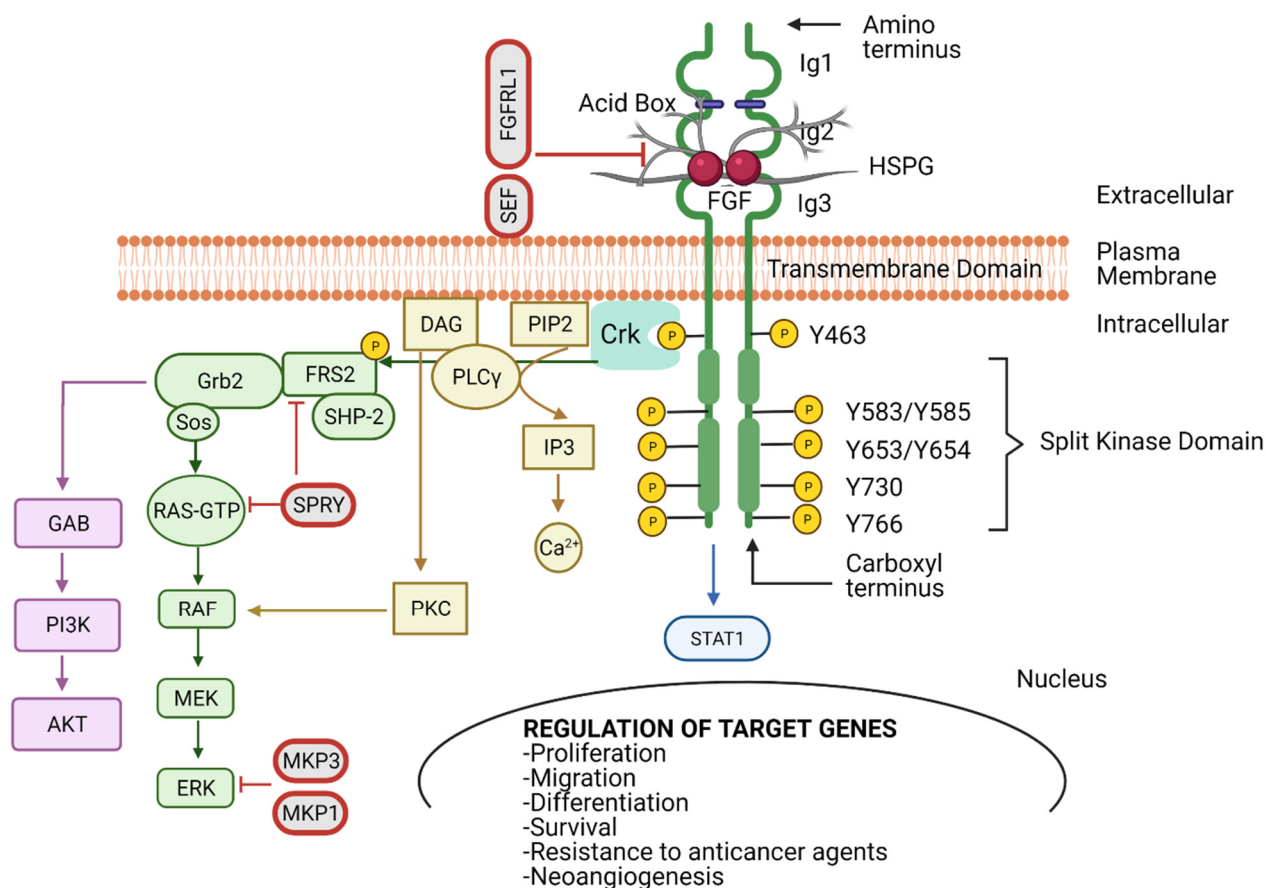 Amino
terminus
Ig1
FGFRL1
Acid Box
Ig2
HSPG
SEF
FGF
Ig3
Extracellular
Plasma
Membrane
Transmembrane Domain
Intracellular
DAG
PIP2
Crk
P
P
Y463
P
Grb2
FRS2
PLCγ
SHP-2
Sos
P
P
Y583/Y585
IP3
P
P
Y653/Y654
Split Kinase Domain
P
P
Y730
SPRY
RAS-GTP
GAB
P
P
Y766
Ca²⁺
Carboxyl
terminus
RAF
PKC
PI3K
STAT1
Nucleus
MEK
AKT
REGULATION OF TARGET GENES
-Proliferation
-Migration
-Differentiation
-Survival
-Resistance to anticancer agents
-Neoangiogenesis
MKP3
ERK
MKP1